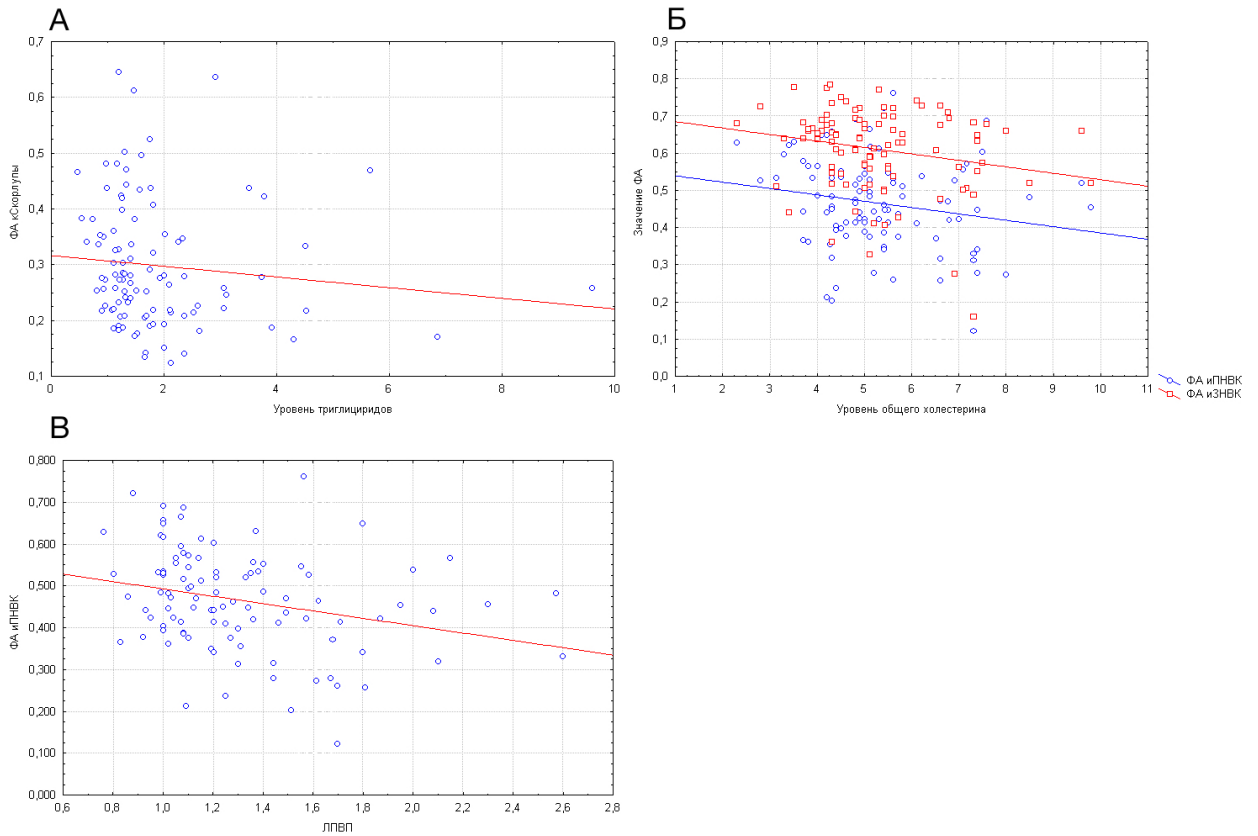 А
0,7
0,6
0,5
0,4
0,3
0,2
0,1
ФА кСкорлупы
0 2 4 6 8 10
Уровень триглициридов
Б
0,9
0,8
0,7
0,6
0,5
0,4
0,3
0,2
0,1
0,0
Значение ФА
1 2 3 4 5 6 7 8 9 10 11
Уровень общего холестерина
ФА иПНВК
ФА иЗНВК
В
0,800
0,700
0,600
0,500
0,400
0,300
0,200
0,100
0,000
ФА иПНВК
0,6 0,8 1,0 1,2 1,4 1,6 1,8 2,0 2,2 2,4 2,6 2,8
ЛПВП